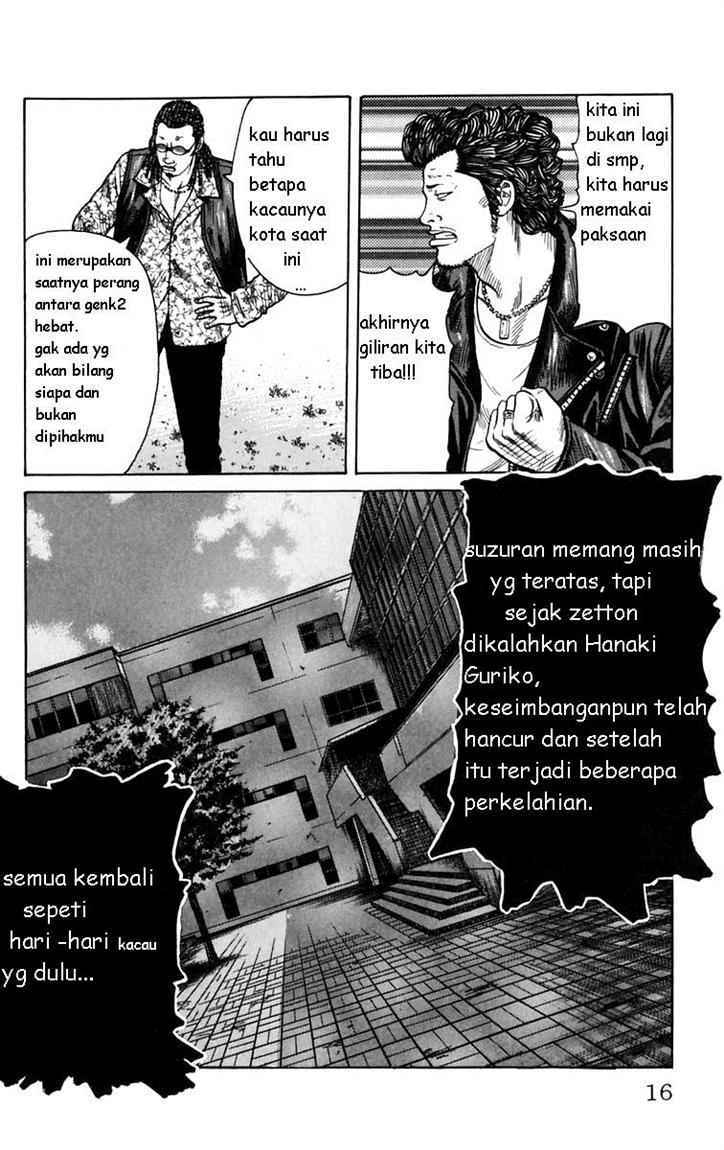 kita ini
bukan lagi
di smp,
kita harus
memakai
paksaan
akhirnya
giliran kita
tiba!!!
kau harus
tahu
betapa
kacaunya
kota saat
ini
...
ini merupakan
saatnya perang
antara genk2
hebat.
gak ada yg
akan bilang
siapa dan
bukan
dipihakmu
suzuran memang masih
yg teratas, tapi
sejak zetton
dikalahkan Hanaki
Guriko,
keseimbanganpun telah
hancur dan setelah
itu terjadi beberapa
perkelahian.
semua kembali
sepeti
hari -hari kacau
yg dulu...
16